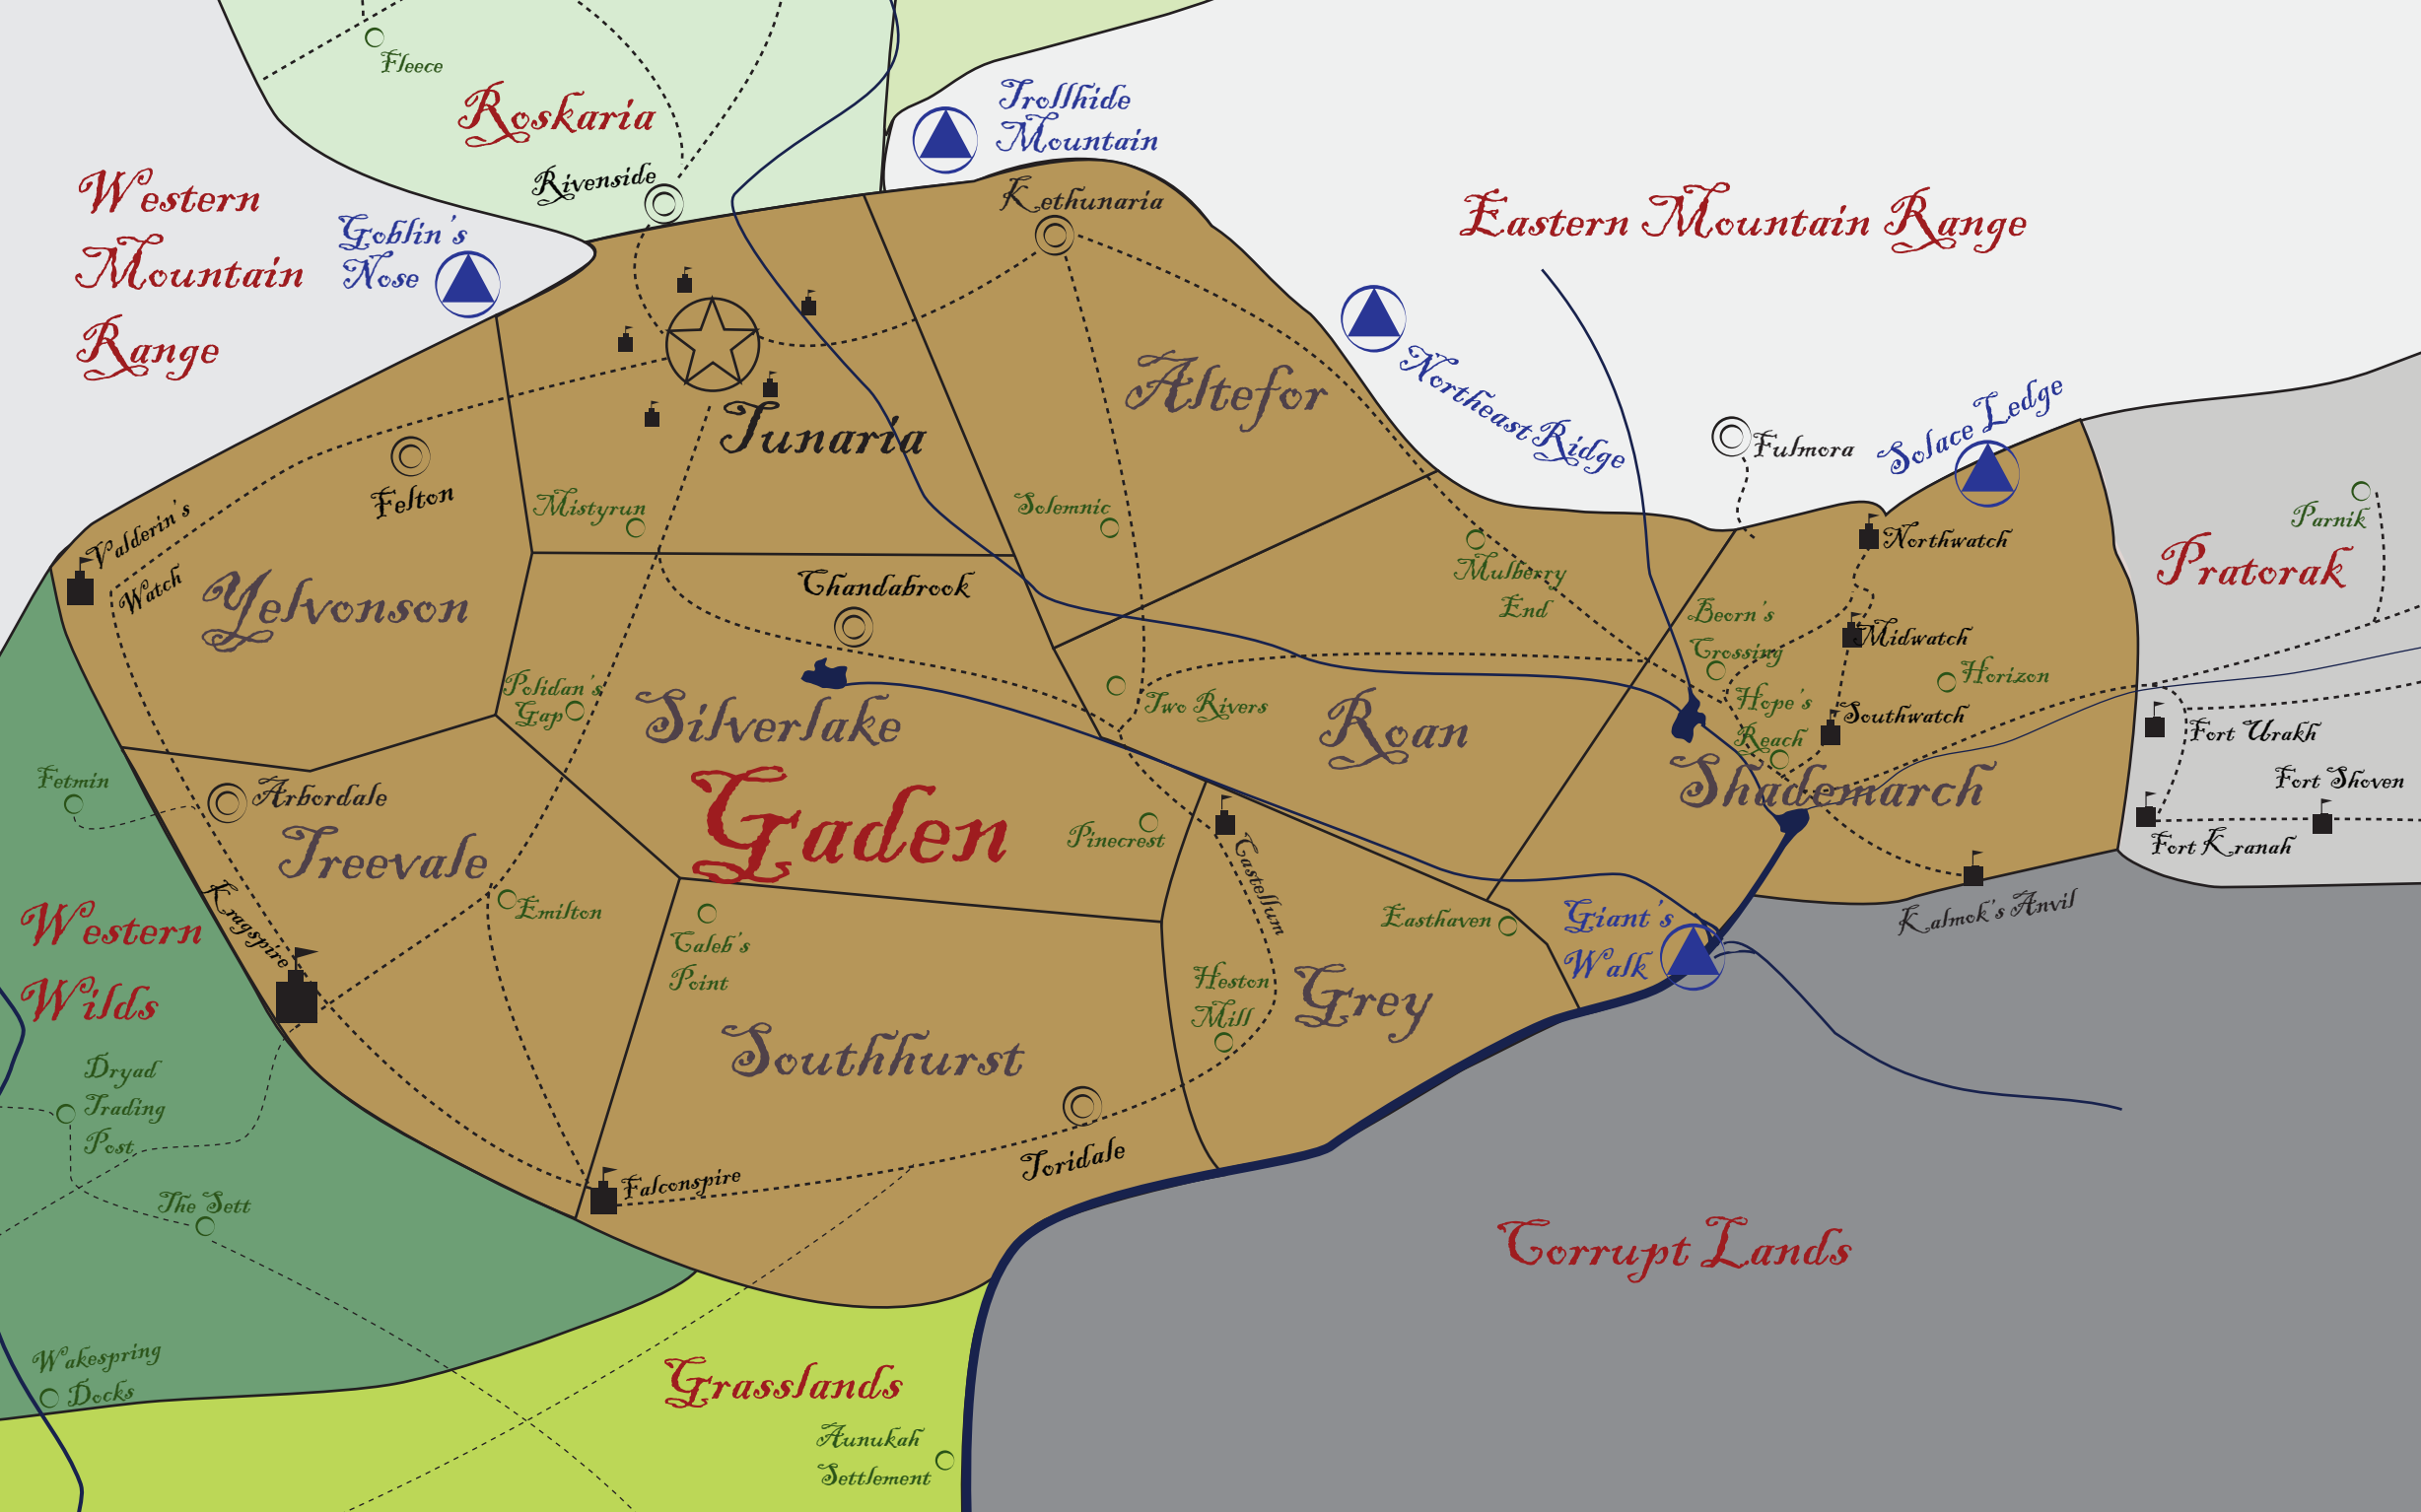 Fleece
Roskaria
Trollhide
Mountain
Rivenside
Kethunaria
Western
Mountain
Range
Goblin's
Nose
Eastern Mountain Range
Altefor
Northeast Ridge
Solace Ledge
Fulmora
Tunaria
Felton
Mistyrun
Solemnic
Valderin's
Watch
Yelvonson
Chandabrook
Mulberry
End
Northwatch
Parnik
Pratorak
Beorn's
Crossing
Midwatch
Horizon
Polidan's
Gap
Silverlake
Two Rivers
Roan
Hope's
Reach
Southwatch
Shademarch
Fort Urakh
Fort Shoven
Fort Kranah
Fetmin
Arbordale
Treevale
Gaden
Pinecrest
Castellum
Kragspire
Western
Wilds
Emilton
Caleb's
Point
Easthaven
Giant's
Walk
Kalmok's Anvil
Heston
Mill
Grey
Southhurst
Dryad
Trading
Post
Toridale
Falconspire
The Sett
Corrupt Lands
Wakespring
Docks
Grasslands
Aunukah
Settlement